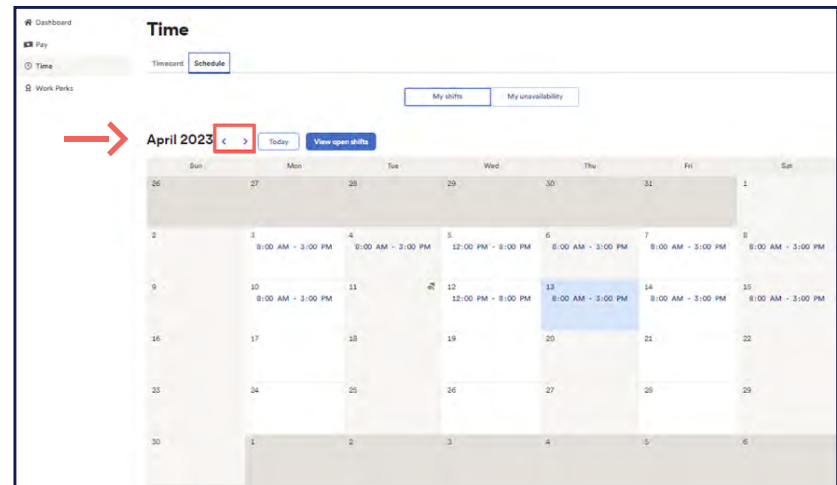 Dashboard
Pay
Time
Work Perks
Time
Timecard Schedule
My shifts My unavailability
April 2023 < > Today View open shifts
Sun Mon Tue Wed Thu Fri Sat
26 27 28 29 30 31 1
2 3 4 5 6 7 8
8:00 AM - 3:00 PM 8:00 AM - 3:00 PM 12:00 PM - 8:00 PM 8:00 AM - 3:00 PM 8:00 AM - 3:00 PM 8:00 AM - 3:00 PM
9 10 11 12 13 14 15
8:00 AM - 3:00 PM 12:00 PM - 8:00 PM 8:00 AM - 3:00 PM 8:00 AM - 3:00 PM 8:00 AM - 3:00 PM
16 17 18 19 20 21 22
23 24 25 26 27 28 29
30 1 2 3 4 5 6